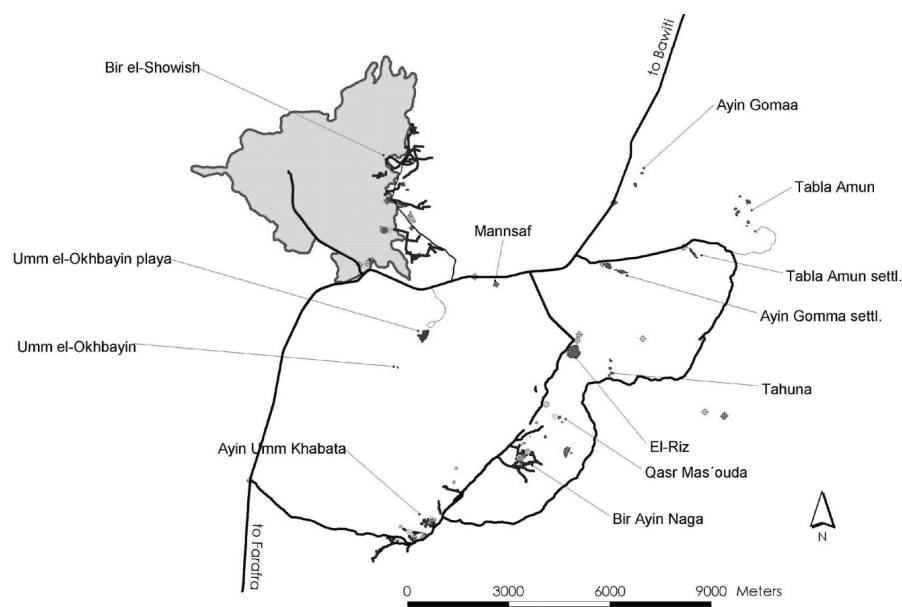 to Bawiti
Bir el-Showish
Ayin Gomaa
Tabla Amun
Mannsaf
Umm el-Okhbayin playa
Tabla Amun settl.
Ayin Gomma settl.
Umm el-Okhbayin
Tahuna
El-Riz
Ayin Umm Khabata
Qasr Mas´ouda
Bir Ayin Naga
to Farafra
N
0 3000 6000 9000 Meters